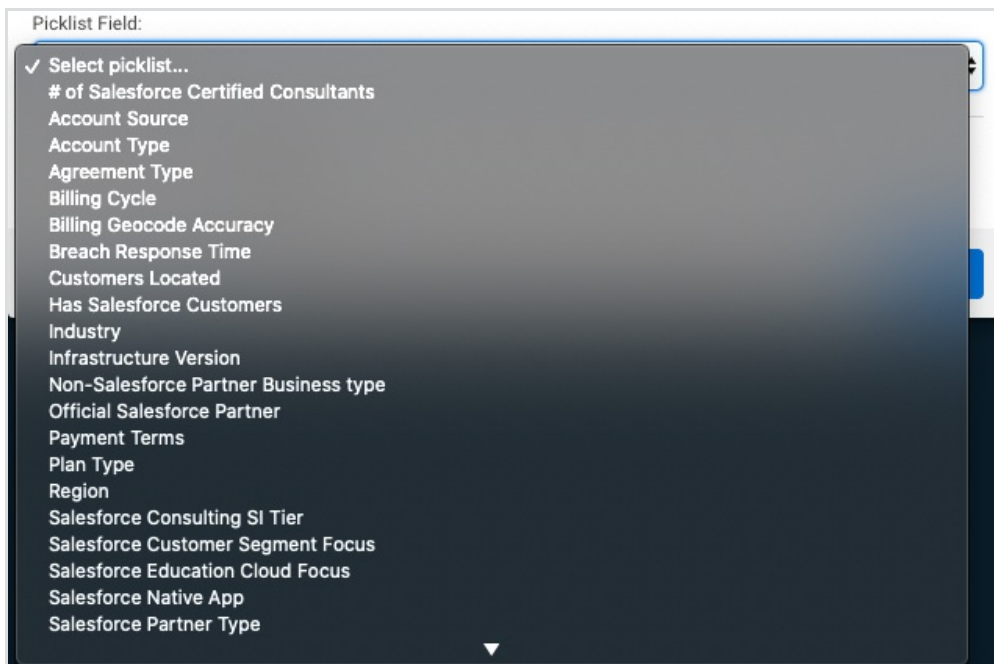 Picklist Field:
✓ Select picklist...
# of Salesforce Certified Consultants
Account Source
Account Type
Agreement Type
Billing Cycle
Billing Geocode Accuracy
Breach Response Time
Customers Located
Has Salesforce Customers
Industry
Infrastructure Version
Non-Salesforce Partner Business type
Official Salesforce Partner
Payment Terms
Plan Type
Region
Salesforce Consulting SI Tier
Salesforce Customer Segment Focus
Salesforce Education Cloud Focus
Salesforce Native App
Salesforce Partner Type